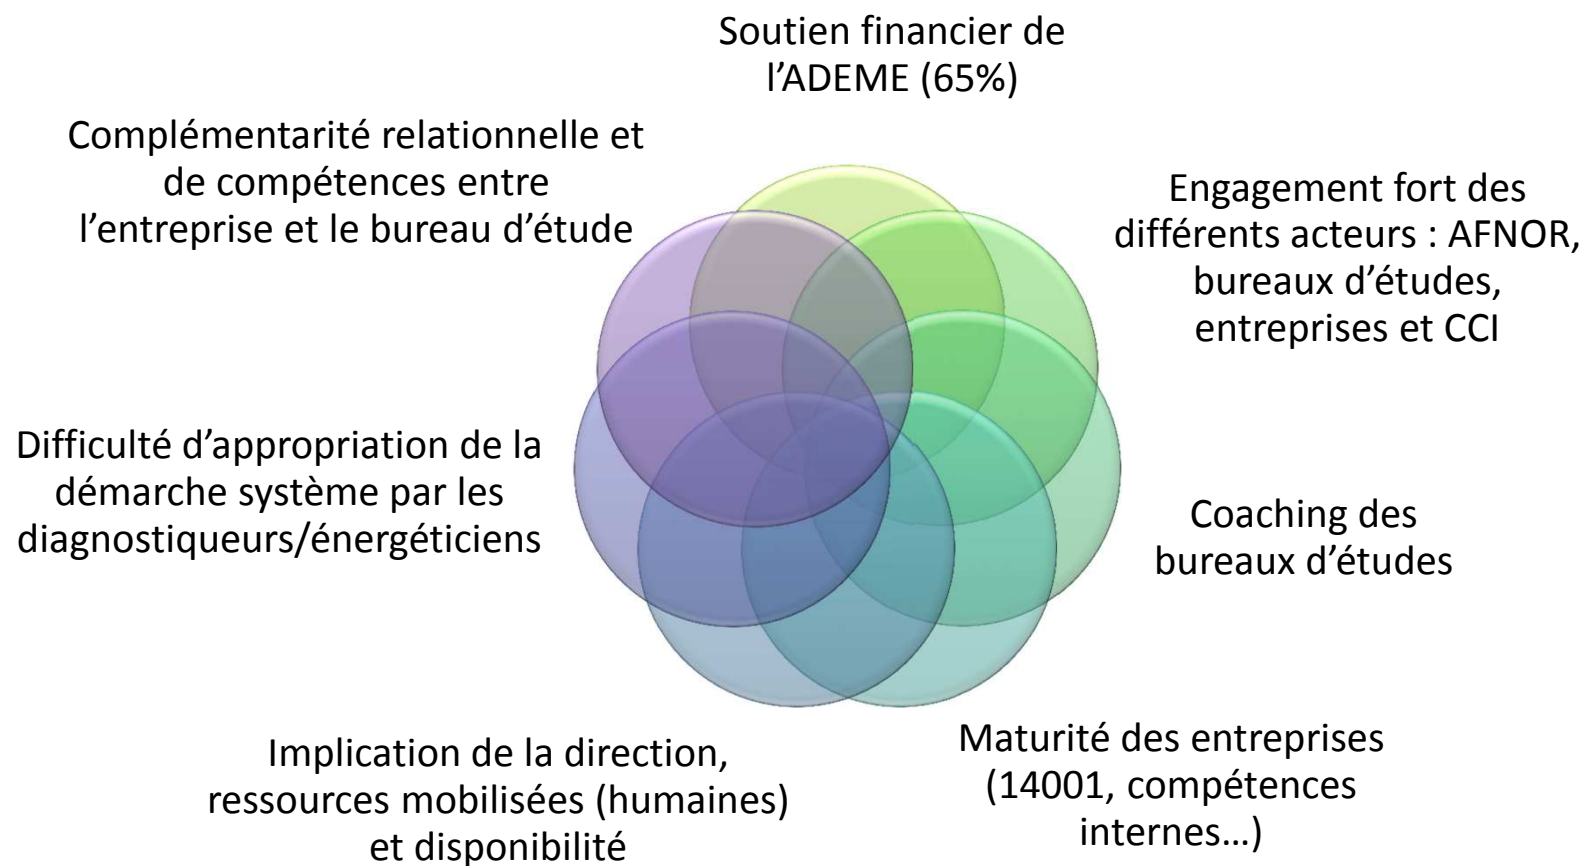 Soutien financier de
l’ADEME (65%)
Engagement fort des
différents acteurs : AFNOR,
bureaux d’études,
entreprises et CCI
Coaching des
bureaux d’études
Maturité des entreprises
(14001, compétences
internes…)
Implication de la direction,
ressources mobilisées (humaines)
et disponibilité
Difficulté d’appropriation de la
démarche système par les
diagnostiqueurs/énergéticiens
Complémentarité relationnelle et
de compétences entre
l’entreprise et le bureau d’étude